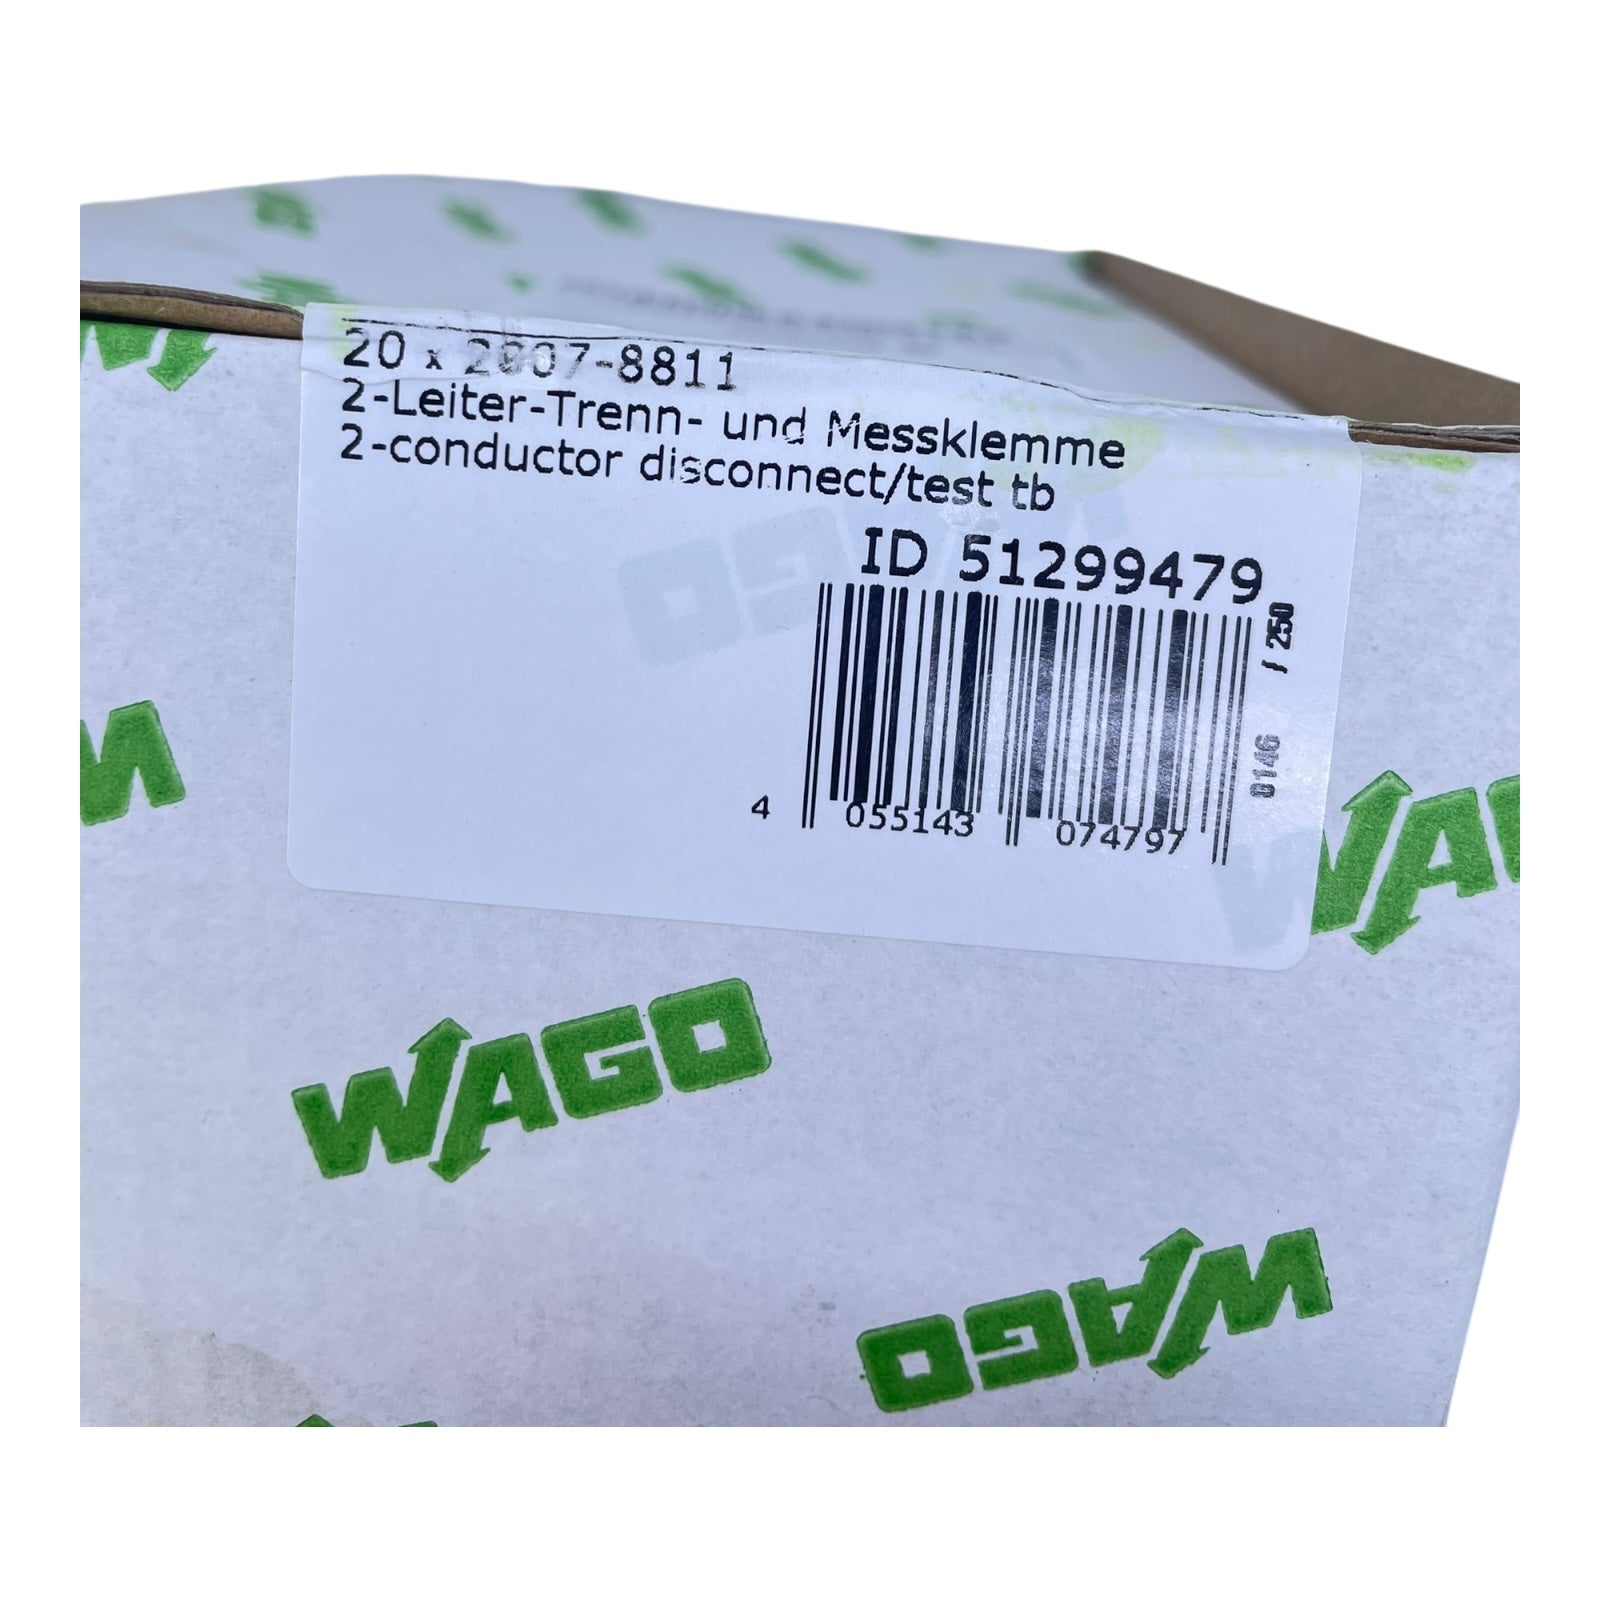 20 x 2007-8811
2-Leiter-Trenn- und Messklemme
2-conductor disconnect/test tb
ID 51299479
/ 250
0146
4 055143 074797
WAGO
WAGO
WAGO